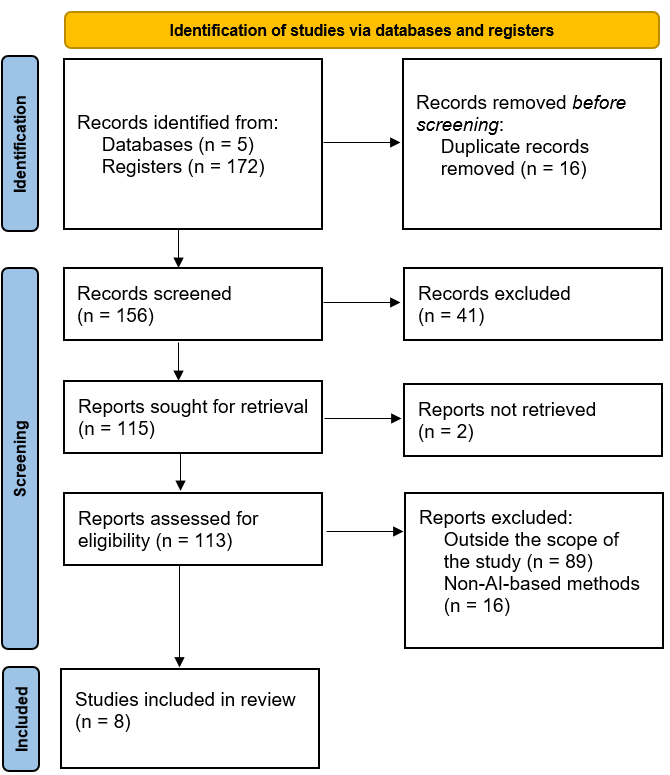 Identification of studies via databases and registers
Identification
Records identified from:
Databases (n = 5)
Registers (n = 172)
Records removed before
screening:
Duplicate records
removed (n = 16)
Screening
Records screened
(n = 156)
Records excluded
(n = 41)
Reports sought for retrieval
(n = 115)
Reports not retrieved
(n = 2)
Reports assessed for
eligibility (n = 113)
Reports excluded:
Outside the scope of
the study (n = 89)
Non-AI-based methods
(n = 16)
Included
Studies included in review
(n = 8)